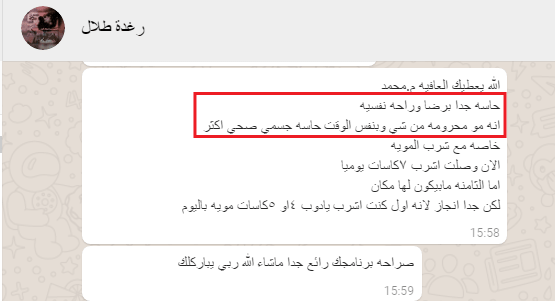 رغدة طلال
الله يعطيك العافيه م.محمد
حاسه جدا برضا وراحه نفسيه
انه مو محرومه من شي وبنفس الوقت حاسه جسمي صحي اكثر
خاصه مع شرب المويه
الان وصلت اشرب ٧كاسات يوميا
اما الثامنه مابيكون لها مكان
لكن جدا انجاز لانه اول كنت اشرب يادوب ٤او ٥كاسات مويه باليوم
15:58
صراحه برنامجك رائع جدا ماشاء الله ربي يباركلك
15:59